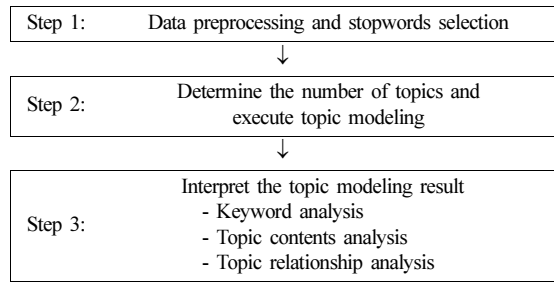 Step 1: Data preprocessing and stopwords selection
↓
Step 2: Determine the number of topics and
execute topic modeling
↓
Interpret the topic modeling result
- Keyword analysis
Step 3: - Topic contents analysis
- Topic relationship analysis